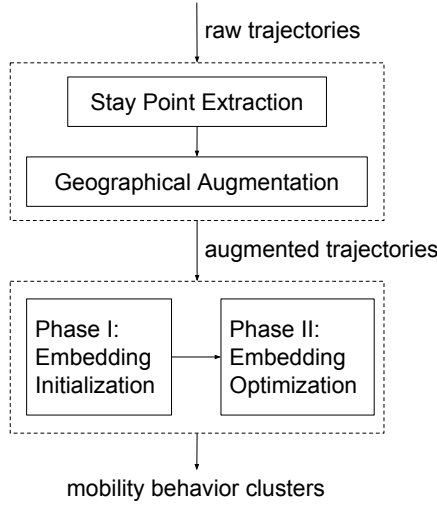 raw trajectories
Stay Point Extraction
Geographical Augmentation
augmented trajectories
Phase I:
Embedding
Initialization
Phase II:
Embedding
Optimization
mobility behavior clusters